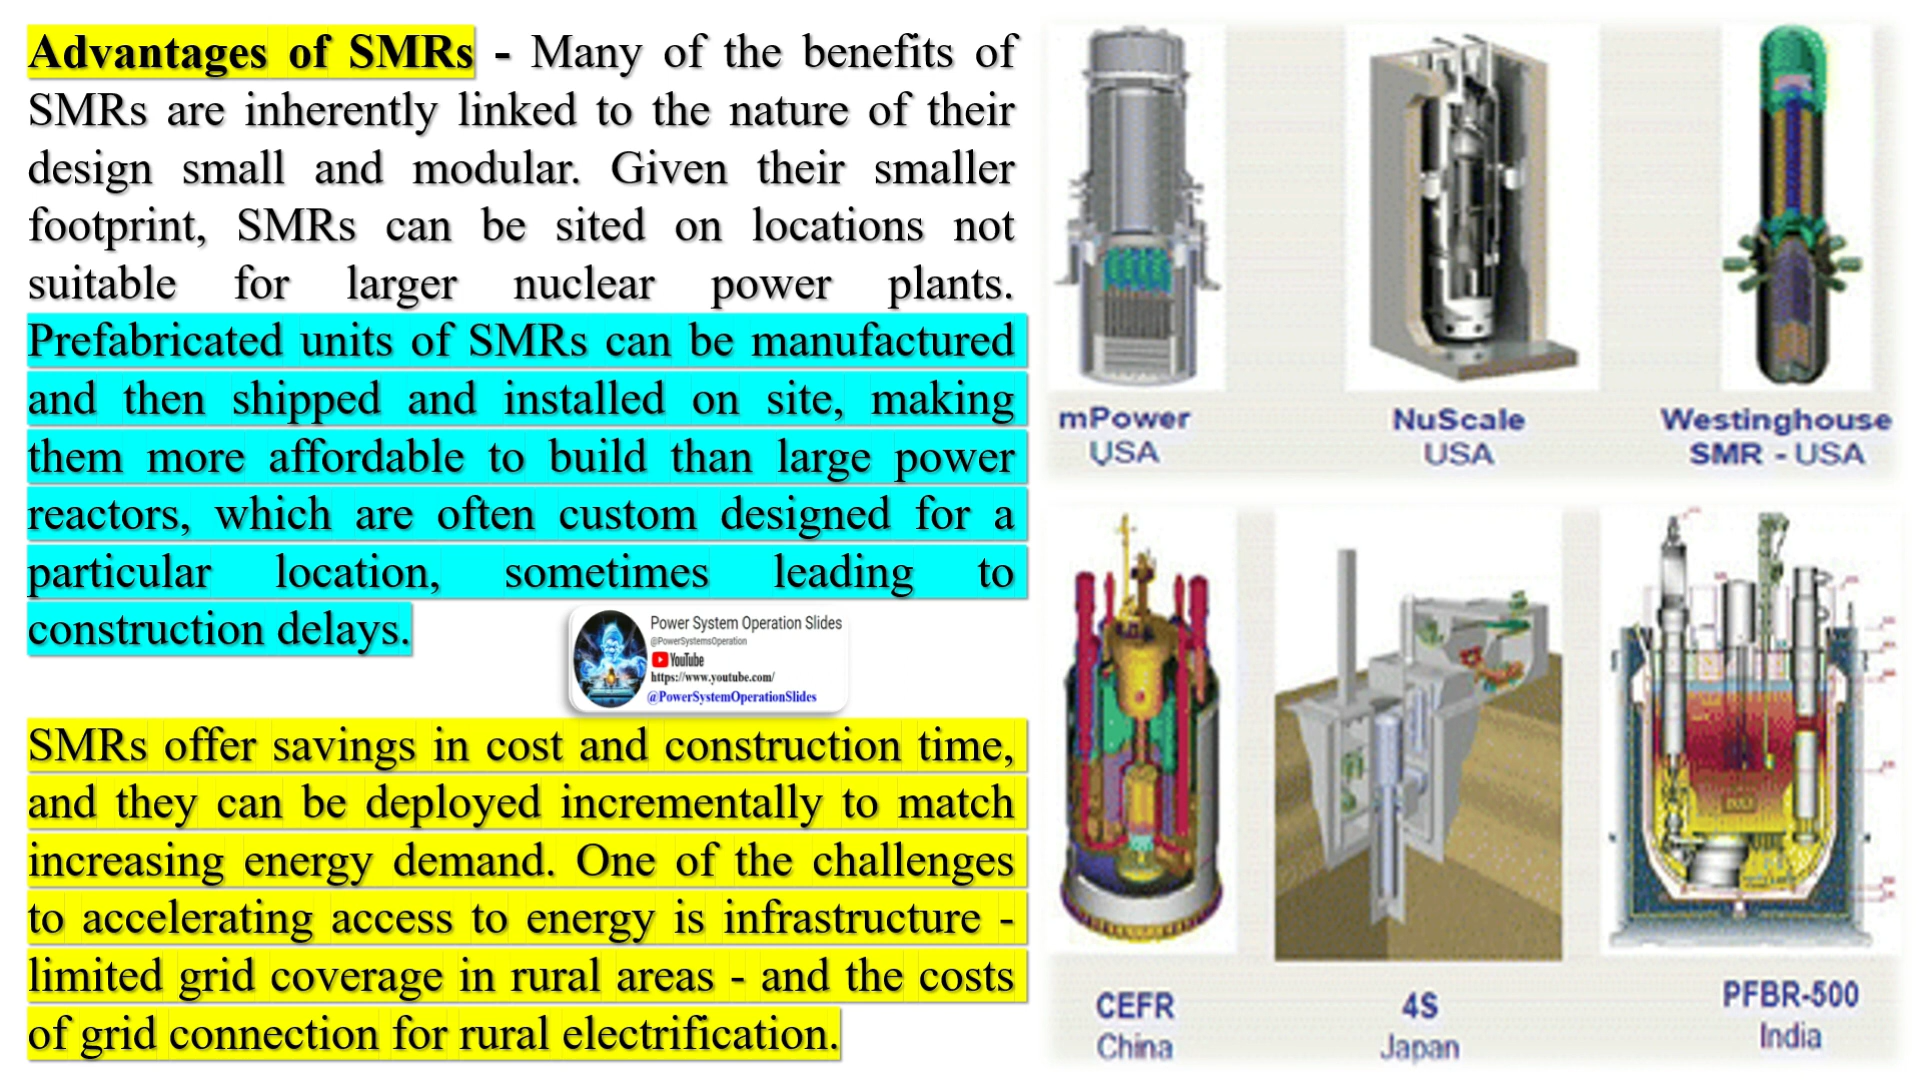 Advantages of SMRs - Many of the benefits of
SMRs are inherently linked to the nature of their
design small and modular. Given their smaller
footprint, SMRs can be sited on locations not
suitable for larger nuclear power plants.
Prefabricated units of SMRs can be manufactured
and then shipped and installed on site, making
them more affordable to build than large power
reactors, which are often custom designed for a
particular location, sometimes leading to
construction delays.
Power System Operation Slides
@PowerSystemsOperation
YouTube
https://www.youtube.com/
@PowerSystemOperationSlides
SMRs offer savings in cost and construction time,
and they can be deployed incrementally to match
increasing energy demand. One of the challenges
to accelerating access to energy is infrastructure -
limited grid coverage in rural areas - and the costs
of grid connection for rural electrification.
mPower
USA
NuScale
USA
Westinghouse
SMR - USA
CEFR
China
4S
Japan
PFBR-500
India